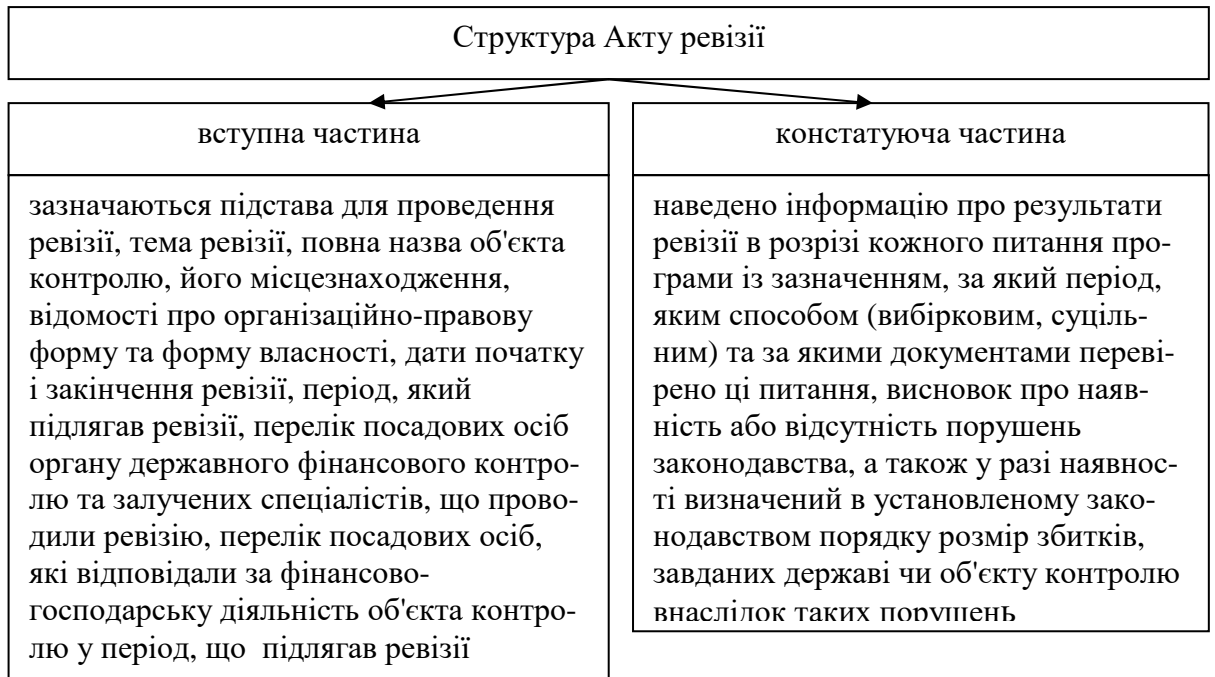 Структура Акту ревізії
вступна частина
зазначаються підстава для проведення
ревізії, тема ревізії, повна назва об'єкта
контролю, його місцезнаходження,
відомості про організаційно-правову
форму та форму власності, дати початку
і закінчення ревізії, період, який
підлягав ревізії, перелік посадових осіб
органу державного фінансового контро-
лю та залучених спеціалістів, що прово-
дили ревізію, перелік посадових осіб,
які відповідали за фінансово-
господарську діяльність об'єкта контро-
лю у період, що  підлягав ревізії
констатуюча частина
наведено інформацію про результати
ревізії в розрізі кожного питання про-
грами із зазначенням, за який період,
яким способом (вибірковим, суціль-
ним) та за якими документами переві-
рено ці питання, висновок про наяв-
ність або відсутність порушень
законодавства, а також у разі наявнос-
ті визначений в установленому зако-
нодавством порядку розмір збитків,
завданих державі чи об'єкту контролю
внаслідок таких порушень